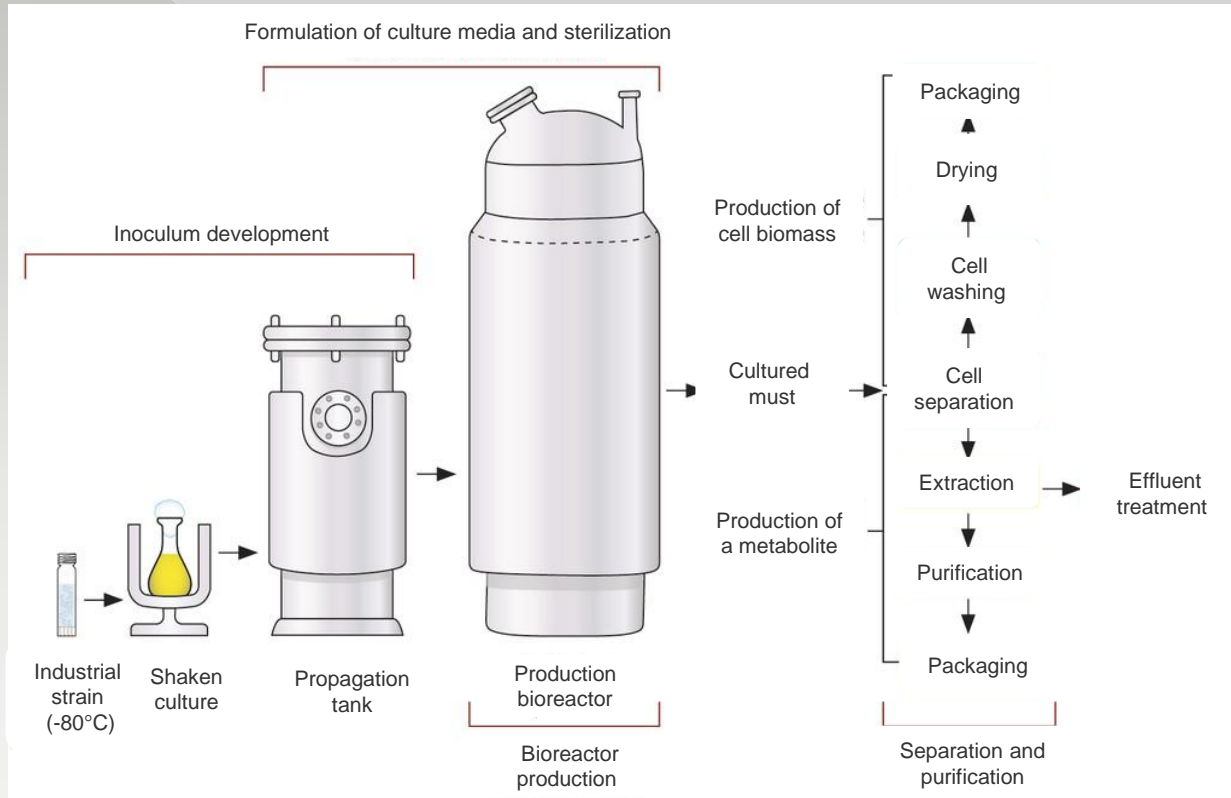 Formulation of culture media and sterilization
Inoculum development
Industrial
strain
(-80°C)
Shaken
culture
Propagation
tank
Production
bioreactor
Bioreactor
production
Production of
cell biomass
Cultured
must
Production of
a metabolite
Packaging
Drying
Cell
washing
Cell
separation
Extraction
Purification
Packaging
Effluent
treatment
Separation and
purification